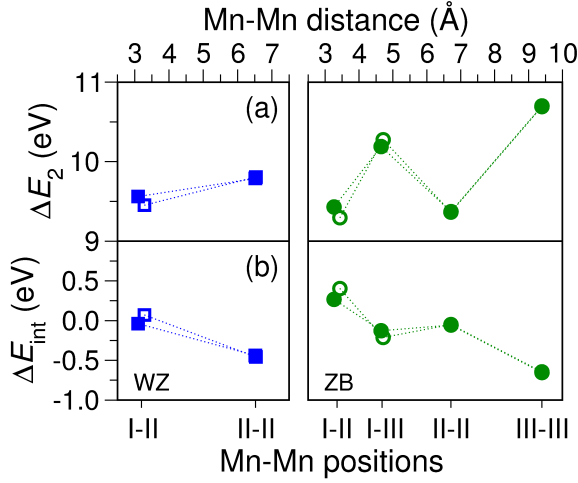 Mn-Mn distance (Å)
3 4 5 6 7 3 4 5 6 7 8 9 10
11
(a)
10
ΔE2 (eV)
9
(b)
0.5
0.0
ΔEint (eV)
-0.5
WZ ZB
-1.0
I-II II-II I-II I-III II-II III-III
Mn-Mn positions